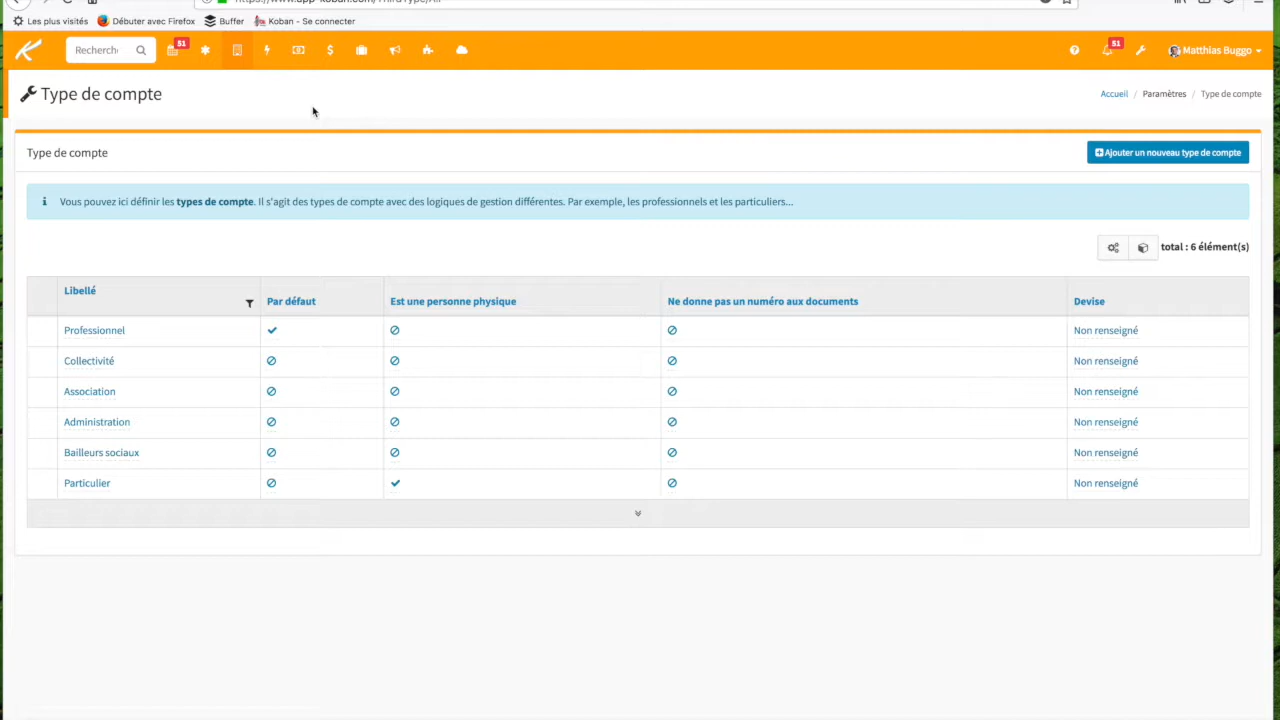 Les plus visités
Débuter avec Firefox
Buffer
Koban - Se connecter
Recherch
51
51
Matthias Buggo
Type de compte
Accueil / Paramètres / Type de compte
Type de compte
Ajouter un nouveau type de compte
Vous pouvez ici définir les types de compte. Il s'agit des types de compte avec des logiques de gestion différentes. Par exemple, les professionnels et les particuliers...
total : 6 élément(s)
Libellé
Par défaut
Est une personne physique
Ne donne pas un numéro aux documents
Devise
Professionnel
Non renseigné
Collectivité
Non renseigné
Association
Non renseigné
Administration
Non renseigné
Bailleurs sociaux
Non renseigné
Particulier
Non renseigné